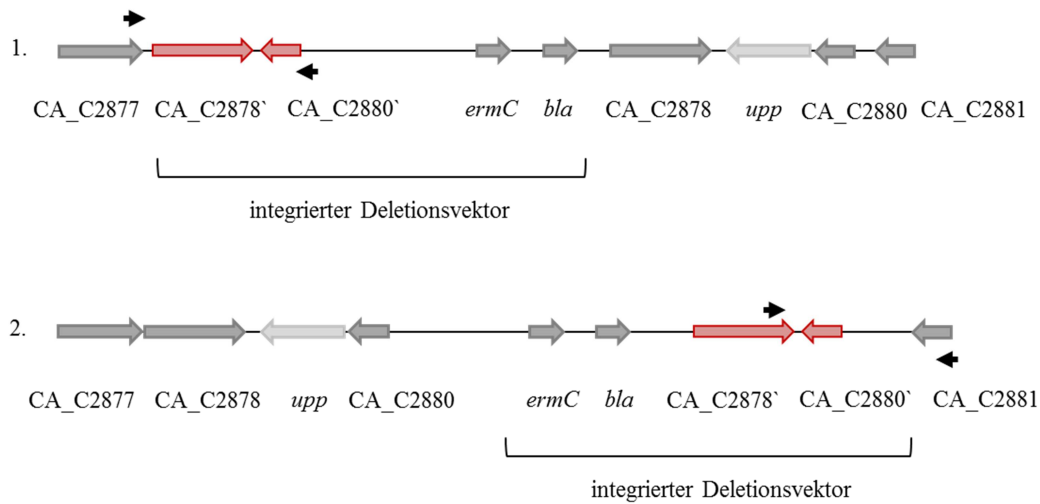 1.
CA_C2877 CA_C2878` CA_C2880` ermC bla CA_C2878 upp CA_C2880 CA_C2881
integrierter Deletionsvektor
2.
CA_C2877 CA_C2878 upp CA_C2880 ermC bla CA_C2878` CA_C2880` CA_C2881
integrierter Deletionsvektor